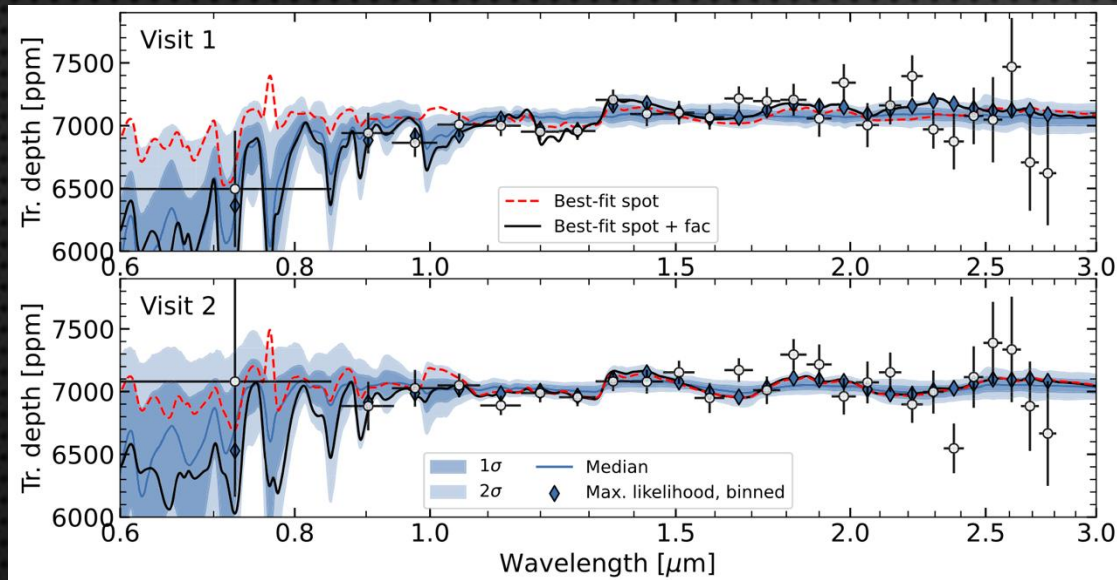 Visit 1
7500
7000
6500
6000
Tr. depth [ppm]
Best-fit spot
Best-fit spot + fac
0.6
0.8
1.0
1.5
2.0
2.5
3.0
Visit 2
7500
7000
6500
6000
Tr. depth [ppm]
1σ
2σ
Median
Max. likelihood, binned
0.6
0.8
1.0
1.5
2.0
2.5
3.0
Wavelength [μm]